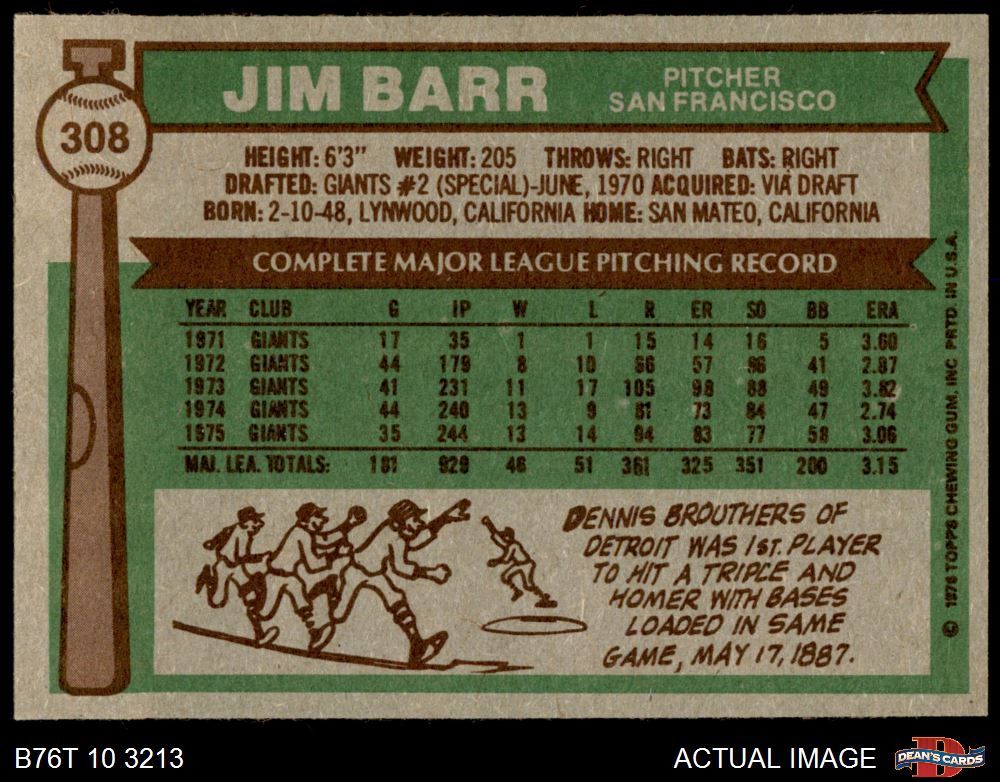 308
JIM BARR
PITCHER
SAN FRANCISCO
HEIGHT: 6'3" WEIGHT: 205 THROWS: RIGHT BATS: RIGHT
DRAFTED: GIANTS #2 (SPECIAL)-JUNE, 1970 ACQUIRED: VIA DRAFT
BORN: 2-10-48, LYNWOOD, CALIFORNIA HOME: SAN MATEO, CALIFORNIA
COMPLETE MAJOR LEAGUE PITCHING RECORD
YEAR CLUB G IP W L R ER SO BB ERA
1971 GIANTS 17 35 1 1 15 14 16 5 3.60
1972 GIANTS 44 179 8 10 66 57 86 41 2.87
1973 GIANTS 41 231 11 17 105 98 88 49 3.82
1974 GIANTS 44 240 13 9 81 73 84 47 2.74
1975 GIANTS 35 244 13 14 94 83 77 58 3.06
MAJ. LEA. TOTALS: 181 929 46 51 361 325 351 200 3.15
DENNIS BROUTHERS OF
DETROIT WAS 1ST. PLAYER
TO HIT A TRIPLE AND
HOMER WITH BASES
LOADED IN SAME
GAME, MAY 17, 1887.
© 1976 TOPPS CHEWING GUM, INC PRTD. IN U.S.A.
B76T 10 3213
ACTUAL IMAGE
D
DEAN'S CARDS